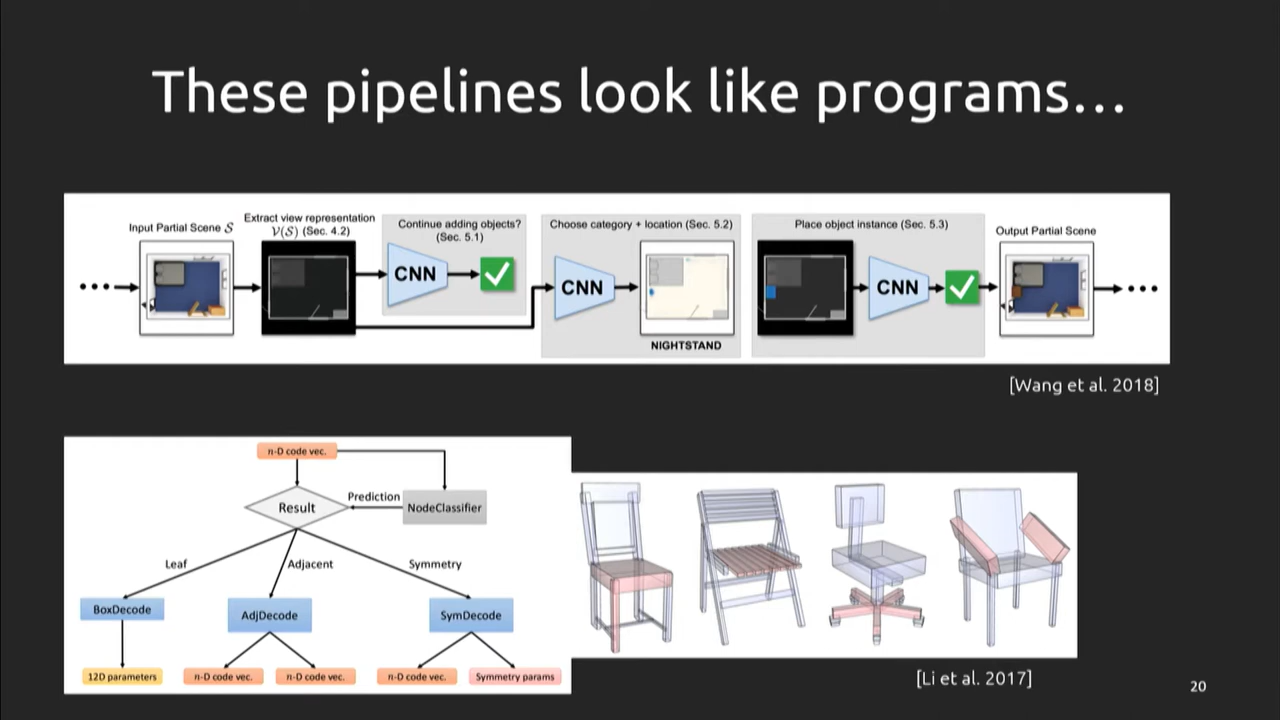 These pipelines look like programs...
Input Partial Scene S
Extract view representation
V(S) (Sec. 4.2)
Continue adding objects?
(Sec. 5.1)
CNN
Choose category + location (Sec. 5.2)
CNN
NIGHTSTAND
Place object instance (Sec. 5.3)
CNN
Output Partial Scene
[Wang et al. 2018]
n-D code vec.
Result
Prediction
NodeClassifier
Leaf
Adjacent
Symmetry
BoxDecode
AdjDecode
SymDecode
12D parameters
n-D code vec.
n-D code vec.
n-D code vec.
Symmetry params
[Li et al. 2017]
20